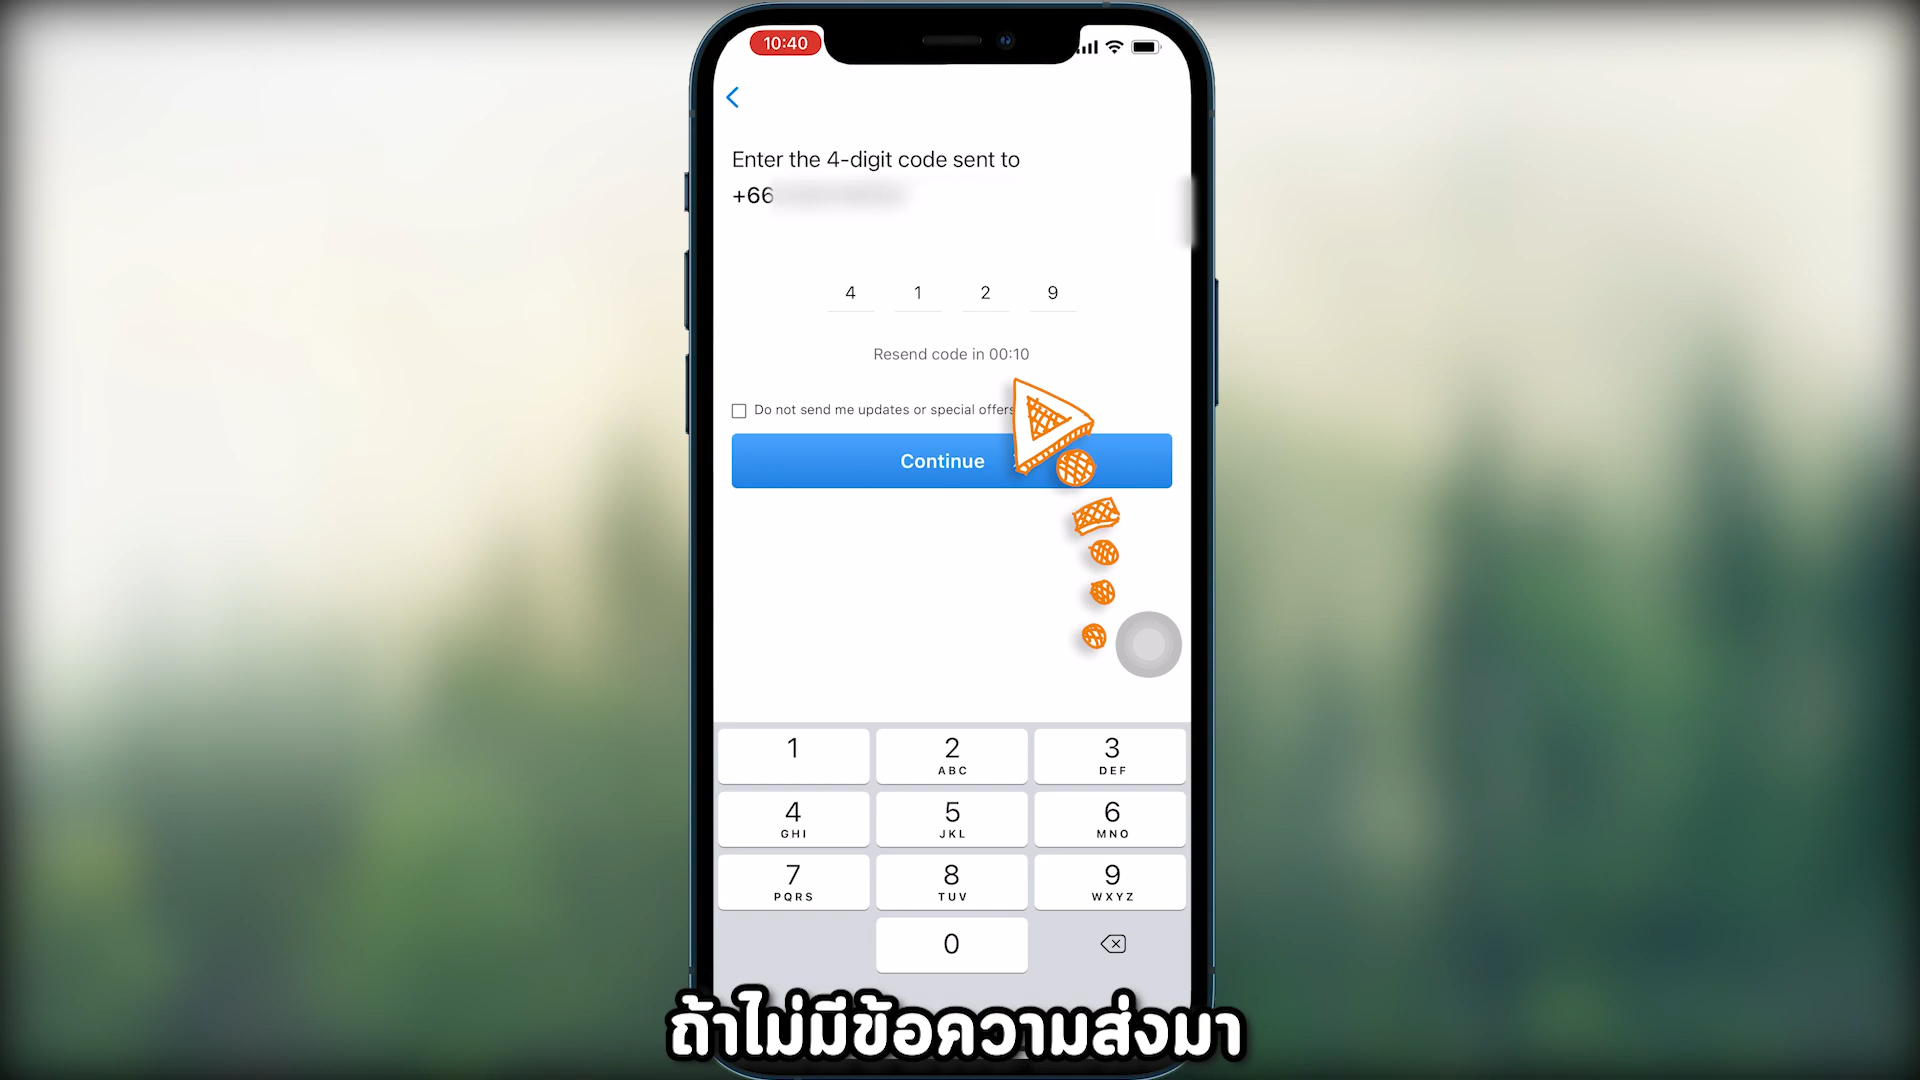 10:40
Enter the 4-digit code sent to
+66
4 1 2 9
Resend code in 00:10
Do not send me updates or special offers
Continue
1
2
ABC
3
DEF
4
GHI
5
JKL
6
MNO
7
PQRS
8
TUV
9
WXYZ
0
ถ้าไม่มีข้อความส่งมา